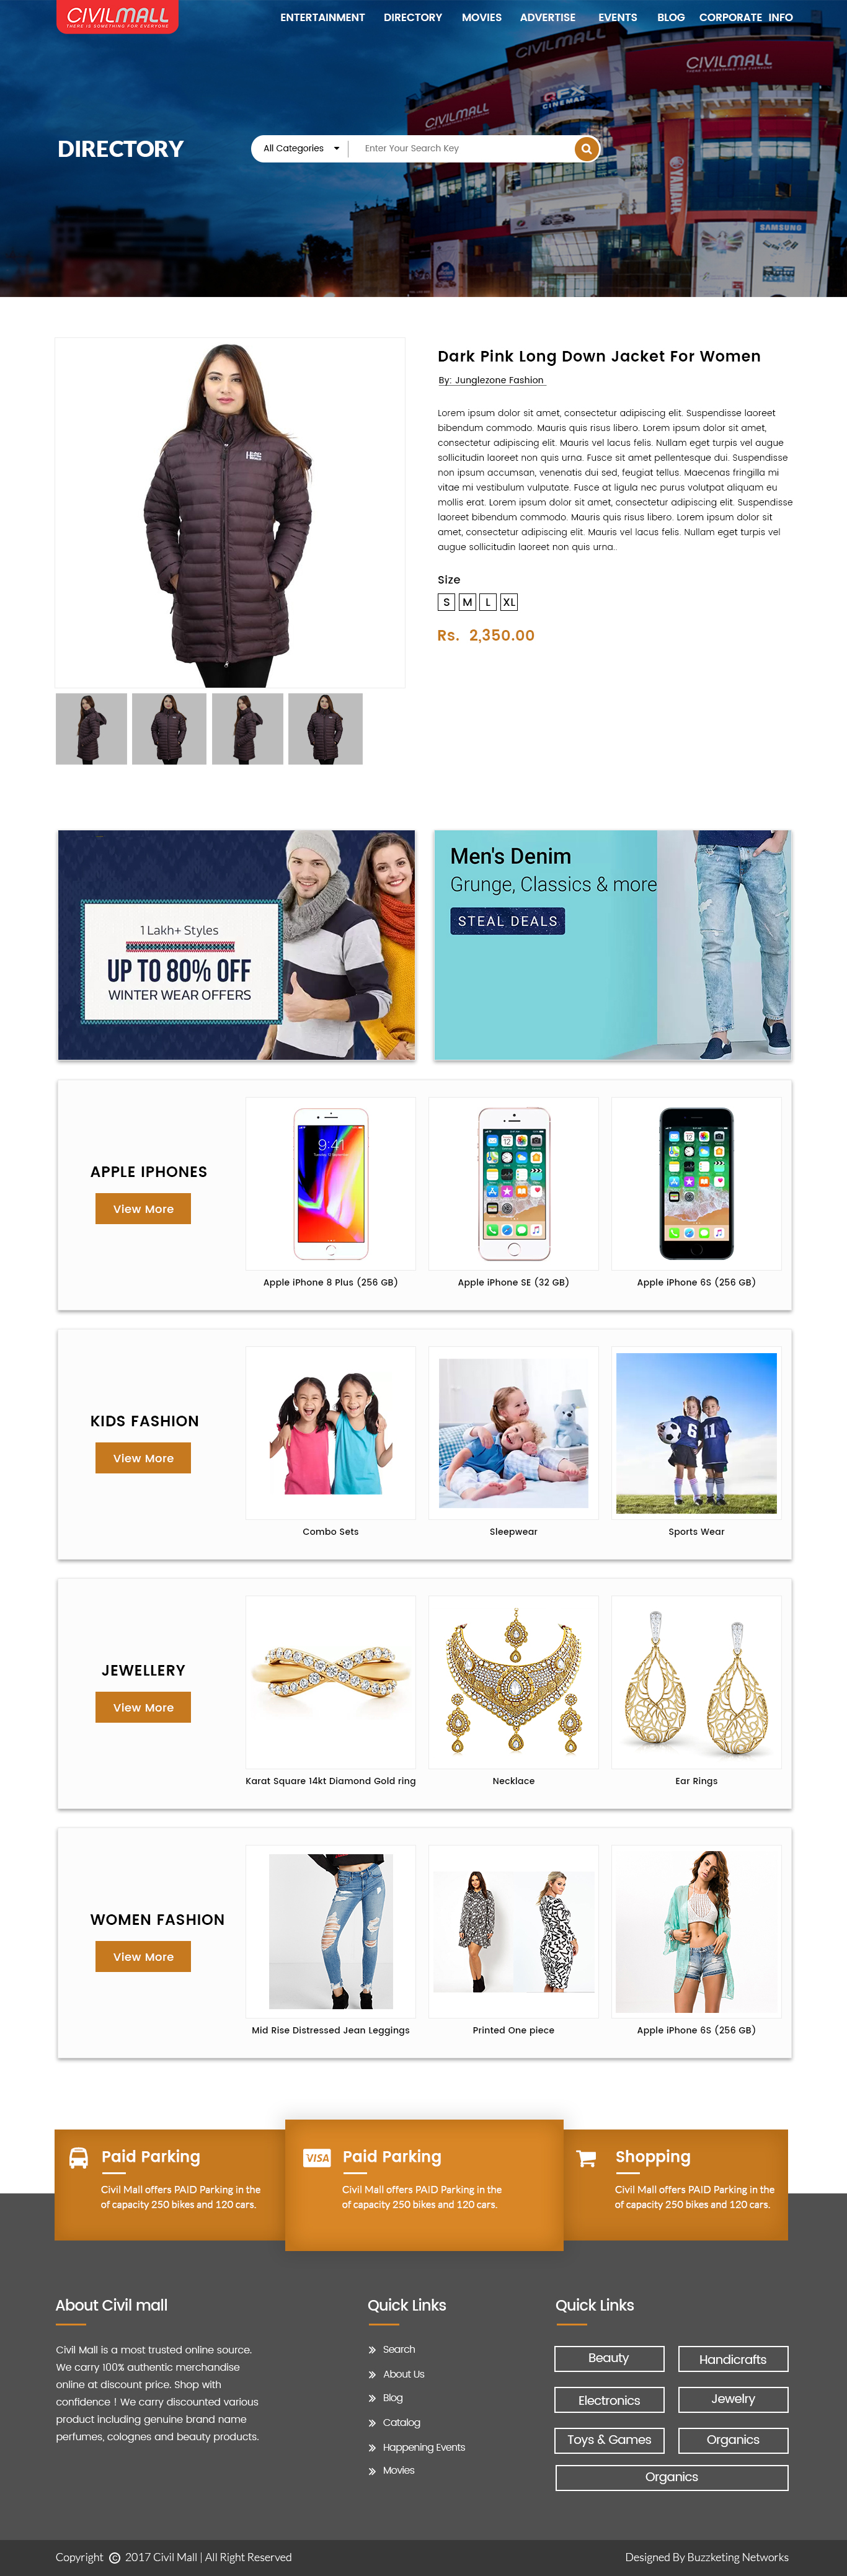 CIVILMALL
THERE IS SOMETHING FOR EVERYONE
ENTERTAINMENT DIRECTORY MOVIES ADVERTISE EVENTS BLOG CORPORATE INFO
CIVILMALL
CIVILMALL
CIVILMALL
QFX
CINEMAS
YAMAHA
SAMSUNG
DIRECTORY
All Categories
Enter Your Search Key
Dark Pink Long Down Jacket For Women
By: Junglezone Fashion
Lorem ipsum dolor sit amet, consectetur adipiscing elit. Suspendisse laoreet
bibendum commodo. Mauris quis risus libero. Lorem ipsum dolor sit amet,
consectetur adipiscing elit. Mauris vel lacus felis. Nullam eget turpis vel augue
sollicitudin laoreet non quis urna. Fusce sit amet pellentesque dui. Suspendisse
non ipsum accumsan, venenatis dui sed, feugiat tellus. Maecenas fringilla mi
vitae mi vestibulum vulputate. Fusce at ligula nec purus volutpat aliquam eu
mollis erat. Lorem ipsum dolor sit amet, consectetur adipiscing elit. Suspendisse
laoreet bibendum commodo. Mauris quis risus libero. Lorem ipsum dolor sit
amet, consectetur adipiscing elit. Mauris vel lacus felis. Nullam eget turpis vel
augue sollicitudin laoreet non quis urna..
Size
S M L XL
Rs. 2,350.00
1 Lakh+ Styles
UP TO 80% OFF
WINTER WEAR OFFERS
Men's Denim
Grunge, Classics & more
STEAL DEALS
APPLE IPHONES
View More
9:41
Apple iPhone 8 Plus (256 GB)
Apple iPhone SE (32 GB)
Apple iPhone 6S (256 GB)
KIDS FASHION
View More
6 11
Combo Sets
Sleepwear
Sports Wear
JEWELLERY
View More
Karat Square 14kt Diamond Gold ring
Necklace
Ear Rings
WOMEN FASHION
View More
Mid Rise Distressed Jean Leggings
Printed One piece
Apple iPhone 6S (256 GB)
Paid Parking
Civil Mall offers PAID Parking in the
of capacity 250 bikes and 120 cars.
VISA
Paid Parking
Civil Mall offers PAID Parking in the
of capacity 250 bikes and 120 cars.
Shopping
Civil Mall offers PAID Parking in the
of capacity 250 bikes and 120 cars.
About Civil mall
Civil Mall is a most trusted online source.
We carry 100% authentic merchandise
online at discount price. Shop with
confidence ! We carry discounted various
product including genuine brand name
perfumes, colognes and beauty products.
Quick Links
Search
About Us
Blog
Catalog
Happening Events
Movies
Quick Links
Beauty
Handicrafts
Electronics
Jewelry
Toys & Games
Organics
Organics
Copyright © 2017 Civil Mall | All Right Reserved
Designed By Buzzketing Networks